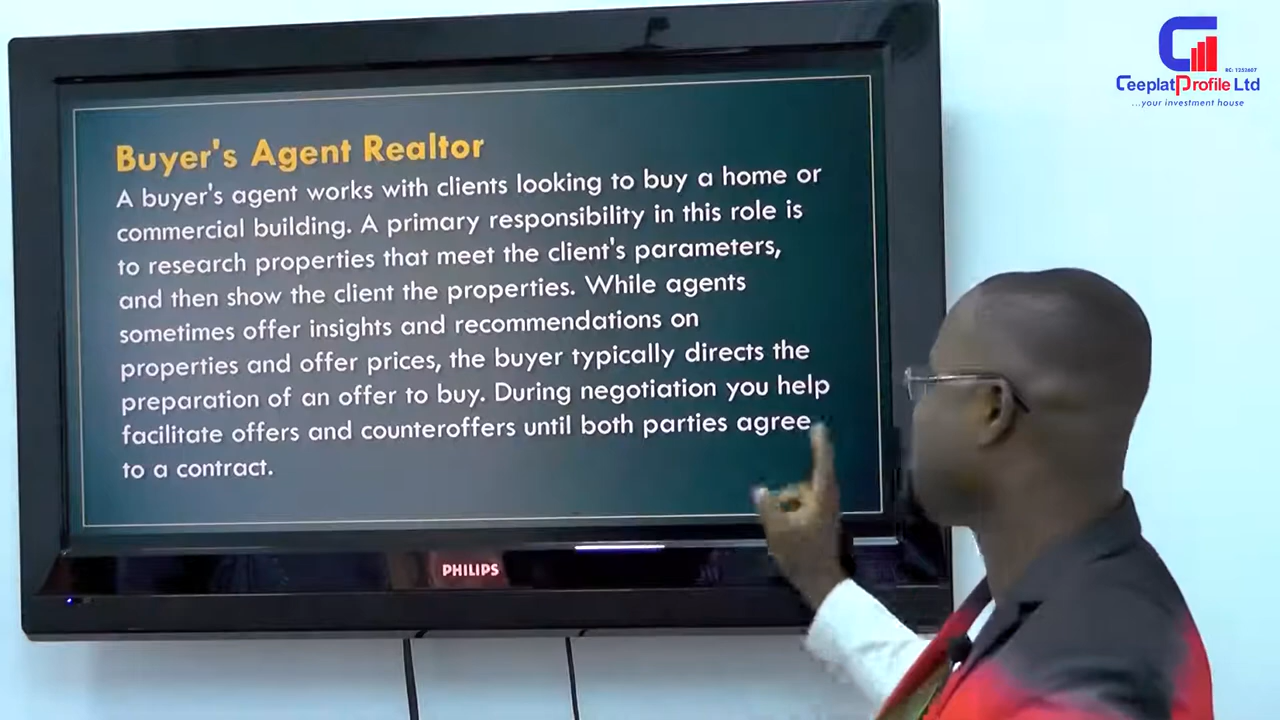 Buyer's Agent Realtor
A buyer's agent works with clients looking to buy a home or
commercial building. A primary responsibility in this role is
to research properties that meet the client's parameters,
and then show the client the properties. While agents
sometimes offer insights and recommendations on
properties and offer prices, the buyer typically directs the
preparation of an offer to buy. During negotiation you help
facilitate offers and counteroffers until both parties agree
to a contract.
PHILIPS
RC: 1252607
CeeplatProfile Ltd
...your investment house